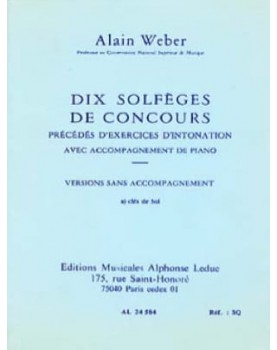 Alain Weber
Professeur au Conservatoire National Supérieur de Musique
DIX SOLFÈGES
DE CONCOURS
PRÉCÉDÉS D'EXERCICES D'INTONATION
AVEC ACCOMPAGNEMENT DE PIANO
VERSIONS SANS ACCOMPAGNEMENT
a) clés de Sol
Editions Musicales Alphonse Leduc
175, rue Saint-Honoré
75040 Paris cedex 01
AL 24 584
Réf. : SQ